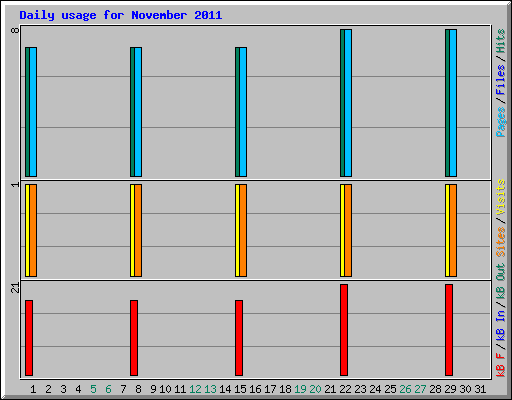 Daily usage for November 2011
8
Pages / Files / Hits
1
Sites / Visits
21
kB F / kB In / kB Out
1 2 3 4 5 6 7 8 9 10 11 12 13 14 15 16 17 18 19 20 21 22 23 24 25 26 27 28 29 30 31